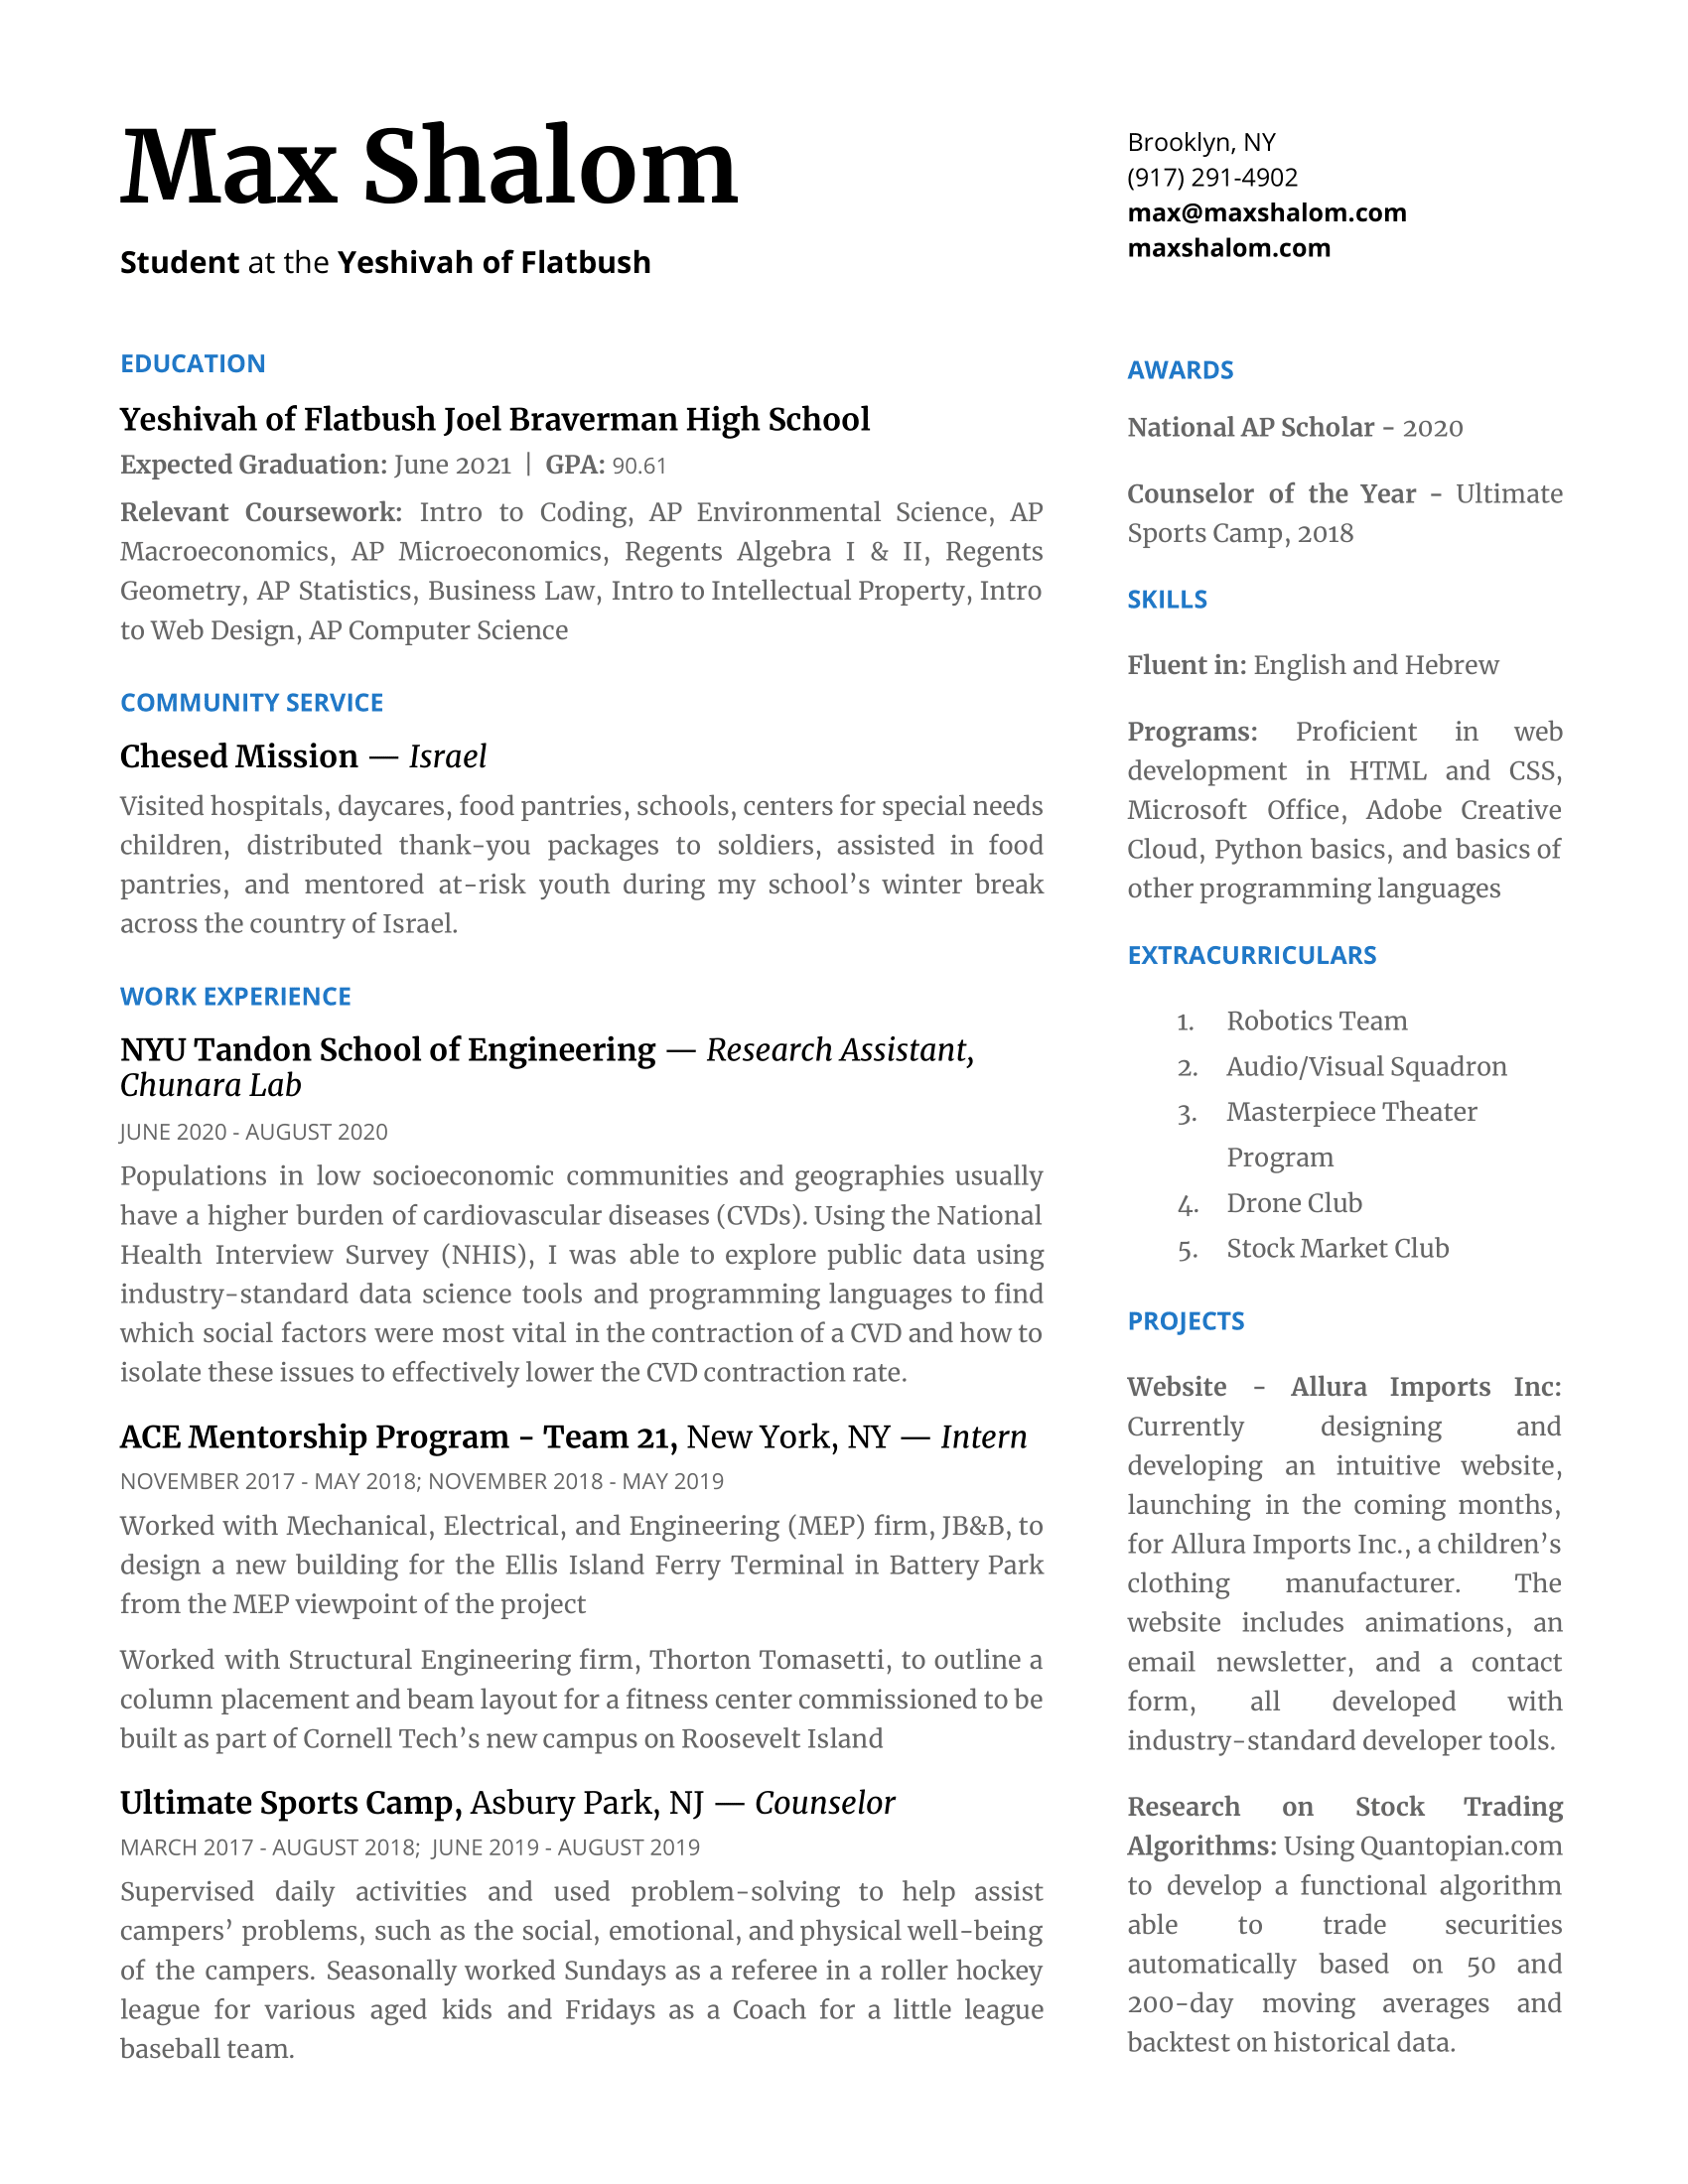 Max Shalom
Student at the Yeshivah of Flatbush
Brooklyn, NY
(917) 291-4902
max@maxshalom.com
maxshalom.com
EDUCATION
Yeshivah of Flatbush Joel Braverman High School
Expected Graduation: June 2021 | GPA: 90.61
Relevant Coursework: Intro to Coding, AP Environmental Science, AP
Macroeconomics, AP Microeconomics, Regents Algebra I & II, Regents
Geometry, AP Statistics, Business Law, Intro to Intellectual Property, Intro
to Web Design, AP Computer Science
COMMUNITY SERVICE
Chesed Mission — Israel
Visited hospitals, daycares, food pantries, schools, centers for special needs
children, distributed thank-you packages to soldiers, assisted in food
pantries, and mentored at-risk youth during my school’s winter break
across the country of Israel.
WORK EXPERIENCE
NYU Tandon School of Engineering — Research Assistant,
Chunara Lab
JUNE 2020 - AUGUST 2020
Populations in low socioeconomic communities and geographies usually
have a higher burden of cardiovascular diseases (CVDs). Using the National
Health Interview Survey (NHIS), I was able to explore public data using
industry-standard data science tools and programming languages to find
which social factors were most vital in the contraction of a CVD and how to
isolate these issues to effectively lower the CVD contraction rate.
ACE Mentorship Program - Team 21, New York, NY — Intern
NOVEMBER 2017 - MAY 2018; NOVEMBER 2018 - MAY 2019
Worked with Mechanical, Electrical, and Engineering (MEP) firm, JB&B, to
design a new building for the Ellis Island Ferry Terminal in Battery Park
from the MEP viewpoint of the project
Worked with Structural Engineering firm, Thorton Tomasetti, to outline a
column placement and beam layout for a fitness center commissioned to be
built as part of Cornell Tech’s new campus on Roosevelt Island
Ultimate Sports Camp, Asbury Park, NJ — Counselor
MARCH 2017 - AUGUST 2018; JUNE 2019 - AUGUST 2019
Supervised daily activities and used problem-solving to help assist
campers’ problems, such as the social, emotional, and physical well-being
of the campers. Seasonally worked Sundays as a referee in a roller hockey
league for various aged kids and Fridays as a Coach for a little league
baseball team.
AWARDS
National AP Scholar - 2020
Counselor of the Year - Ultimate
Sports Camp, 2018
SKILLS
Fluent in: English and Hebrew
Programs: Proficient in web
development in HTML and CSS,
Microsoft Office, Adobe Creative
Cloud, Python basics, and basics of
other programming languages
EXTRACURRICULARS
1. Robotics Team
2. Audio/Visual Squadron
3. Masterpiece Theater
Program
4. Drone Club
5. Stock Market Club
PROJECTS
Website - Allura Imports Inc:
Currently designing and
developing an intuitive website,
launching in the coming months,
for Allura Imports Inc., a children’s
clothing manufacturer. The
website includes animations, an
email newsletter, and a contact
form, all developed with
industry-standard developer tools.
Research on Stock Trading
Algorithms: Using Quantopian.com
to develop a functional algorithm
able to trade securities
automatically based on 50 and
200-day moving averages and
backtest on historical data.